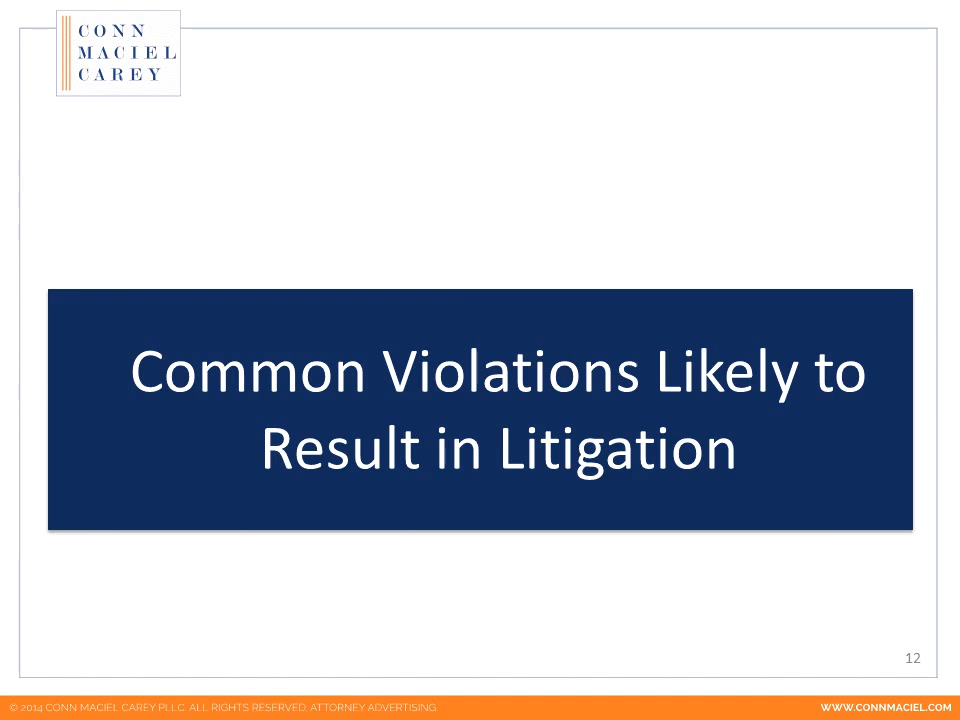 CONN
MACIEL
CAREY
Common Violations Likely to
Result in Litigation
12
© 2014 CONN MACIEL CAREY PLLC. ALL RIGHTS RESERVED. ATTORNEY ADVERTISING.
WWW.CONNMACIEL.COM